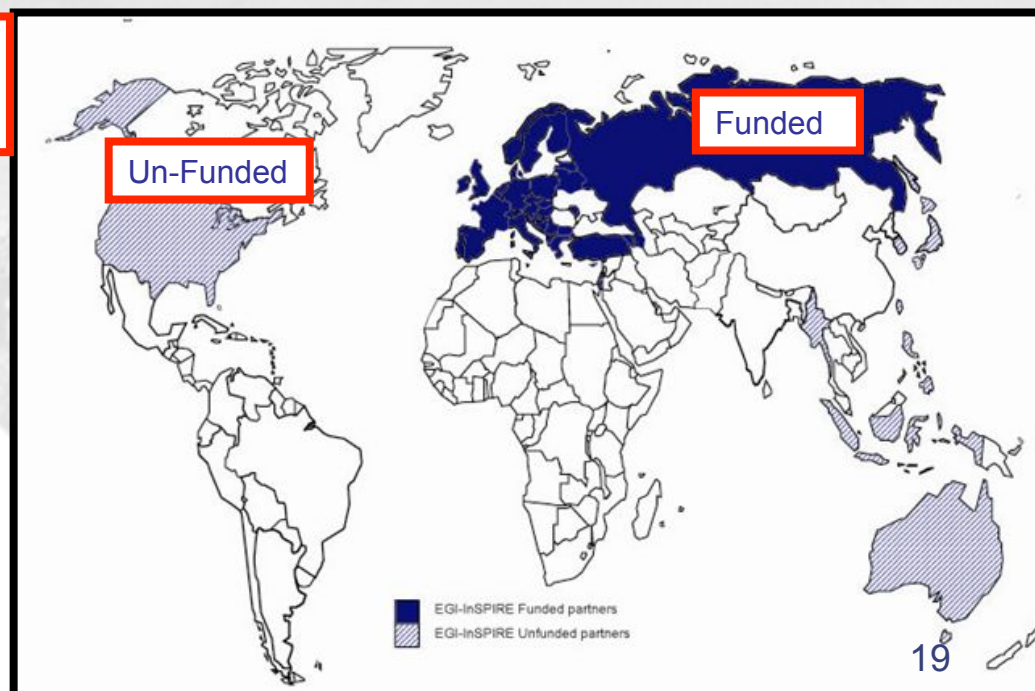 Funded
Un-Funded
EGI-InSPIRE Funded partners
EGI-InSPIRE Unfunded partners
19